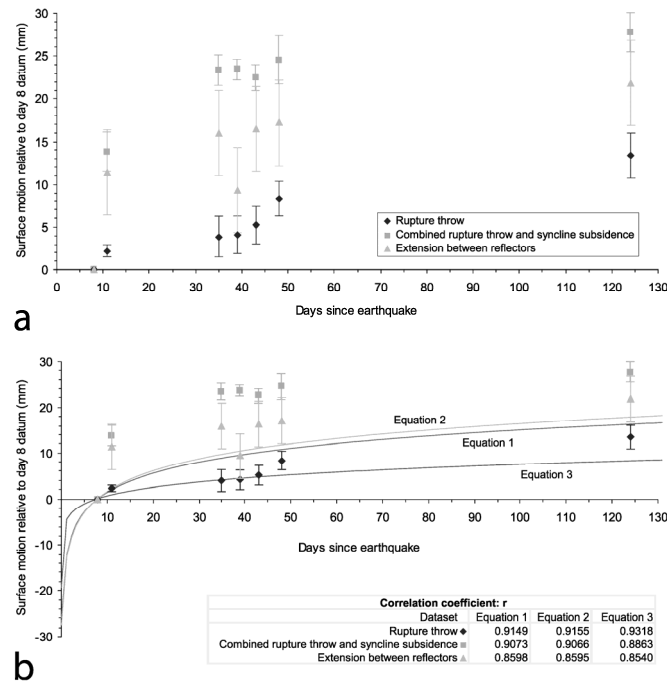 30
25
20
15
10
5
0
Surface motion relative to day 8 datum (mm)
Rupture throw
Combined rupture throw and syncline subsidence
Extension between reflectors
0 10 20 30 40 50 60 70 80 90 100 110 120 130
Days since earthquake
a
30
20
10
0
-10
-20
-30
Surface motion relative to day 8 datum (mm)
Equation 2
Equation 1
Equation 3
10 20 30 40 50 60 70 80 90 100 110 120 130
Days since earthquake
Correlation coefficient: r
Dataset Equation 1 Equation 2 Equation 3
Rupture throw 0.9149 0.9155 0.9318
Combined rupture throw and syncline subsidence 0.9073 0.9066 0.8863
Extension between reflectors 0.8598 0.8595 0.8540
b